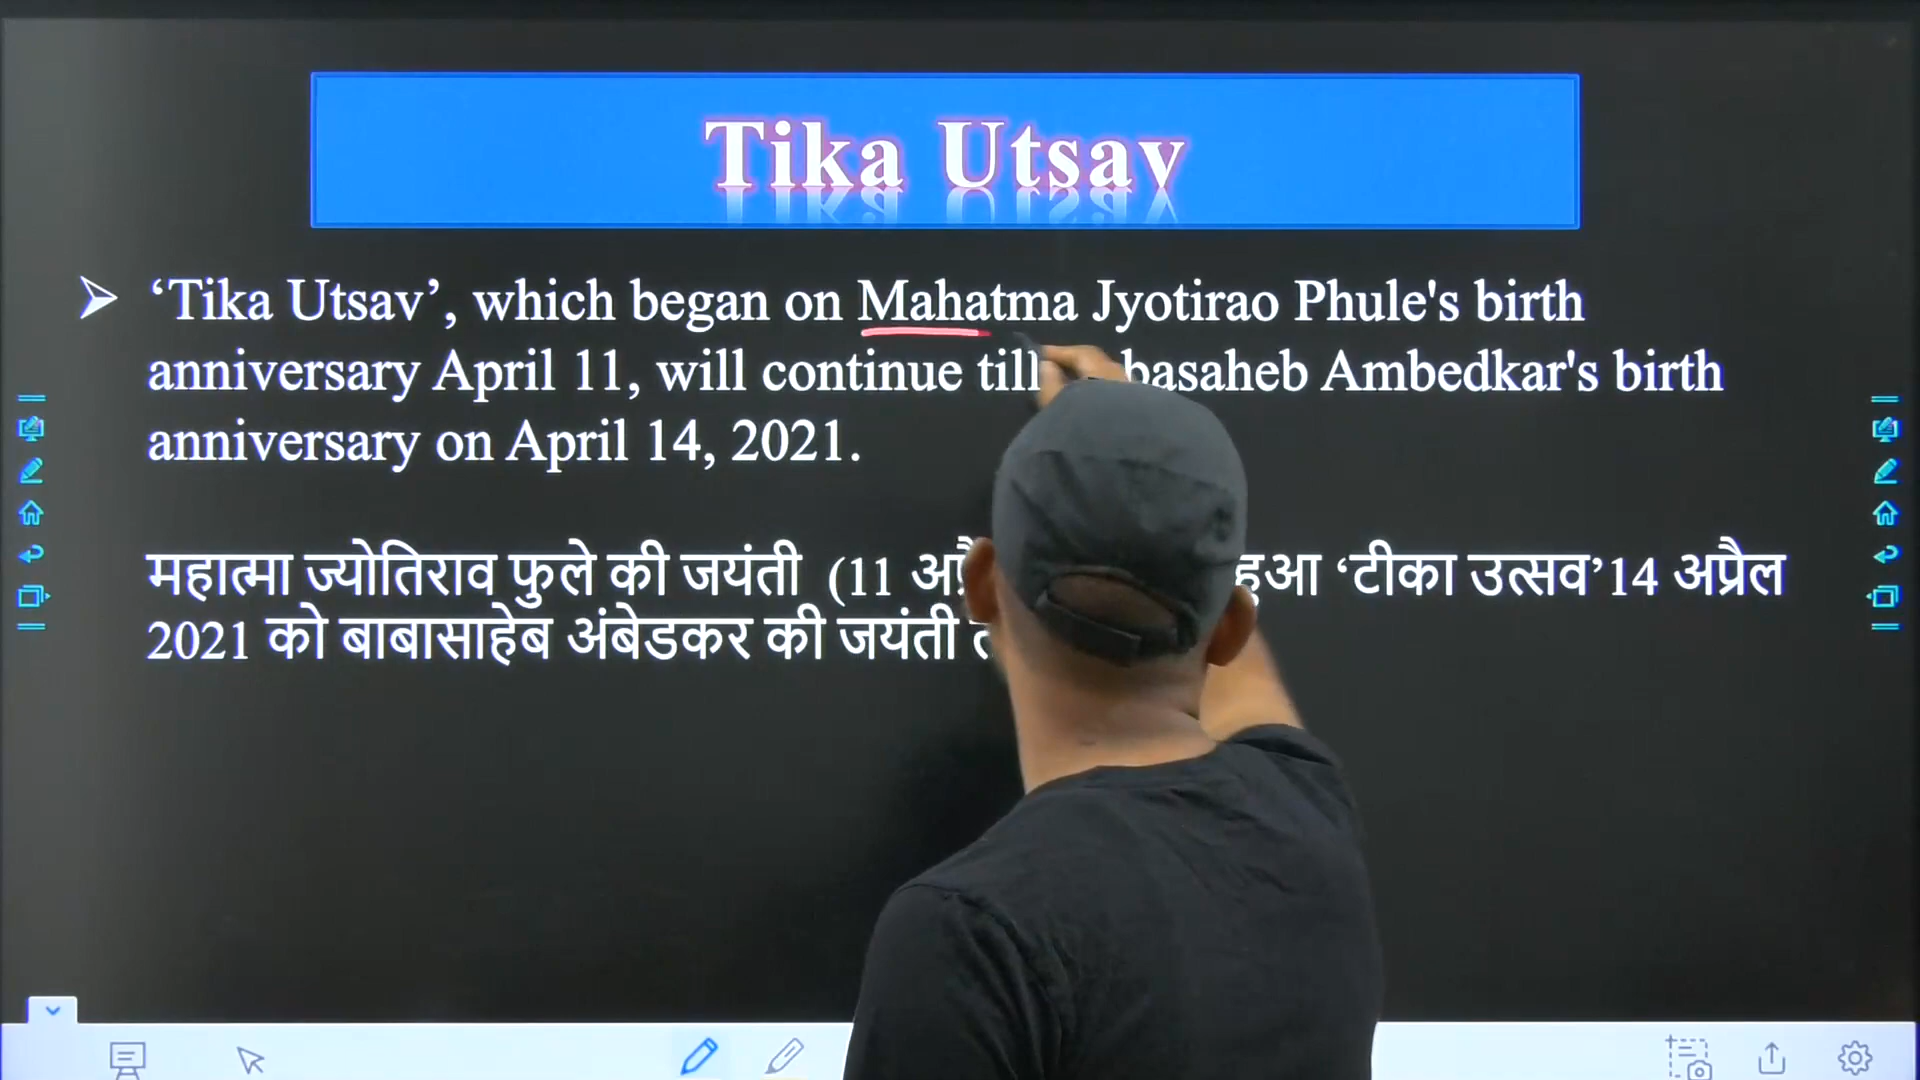 Tika Utsav
‘Tika Utsav’, which began on Mahatma Jyotirao Phule's birth
anniversary April 11, will continue till Ambedkar's birth
anniversary on April 14, 2021.
महात्मा ज्योतिराव फुले की जयंती (11 हुआ ‘टीका उत्सव’14 अप्रैल
2021 को बाबासाहेब अंबेडकर की जयंती